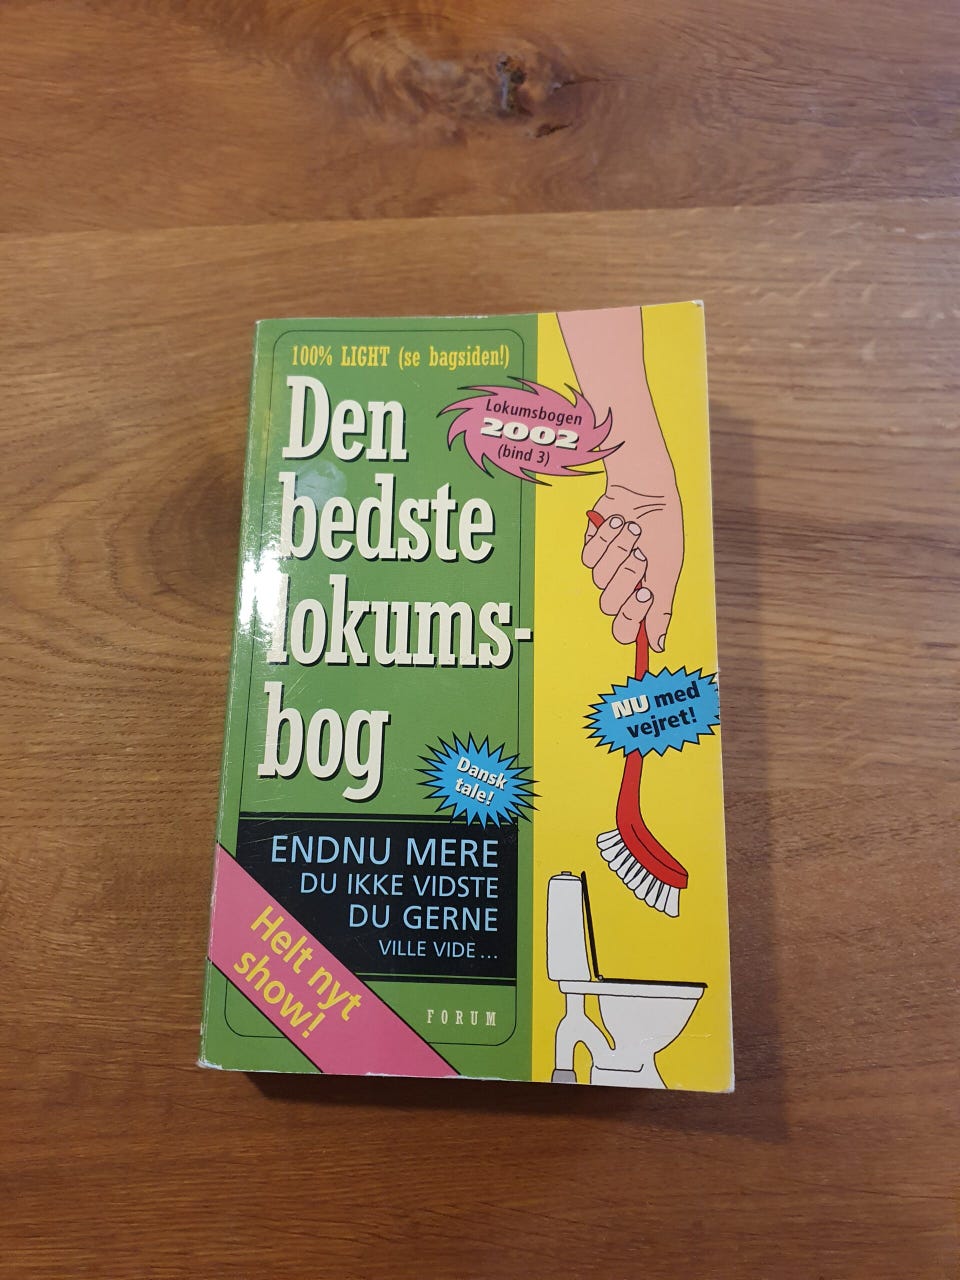 100% LIGHT (se bagsiden!)
Den
bedste
lokums-
bog
Lokumsbogen
2002
(bind 3)
NU med
vejret!
Dansk
tale!
ENDNU MERE
DU IKKE VIDSTE
DU GERNE
VILLE VIDE...
Helt nyt
show!
FORUM